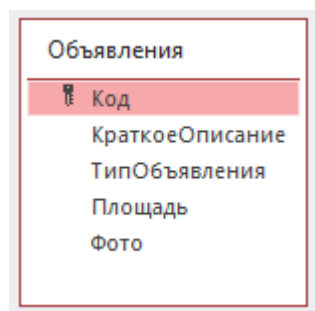 Объявления
Код
КраткоеОписание
ТипОбъявления
Площадь
Фото